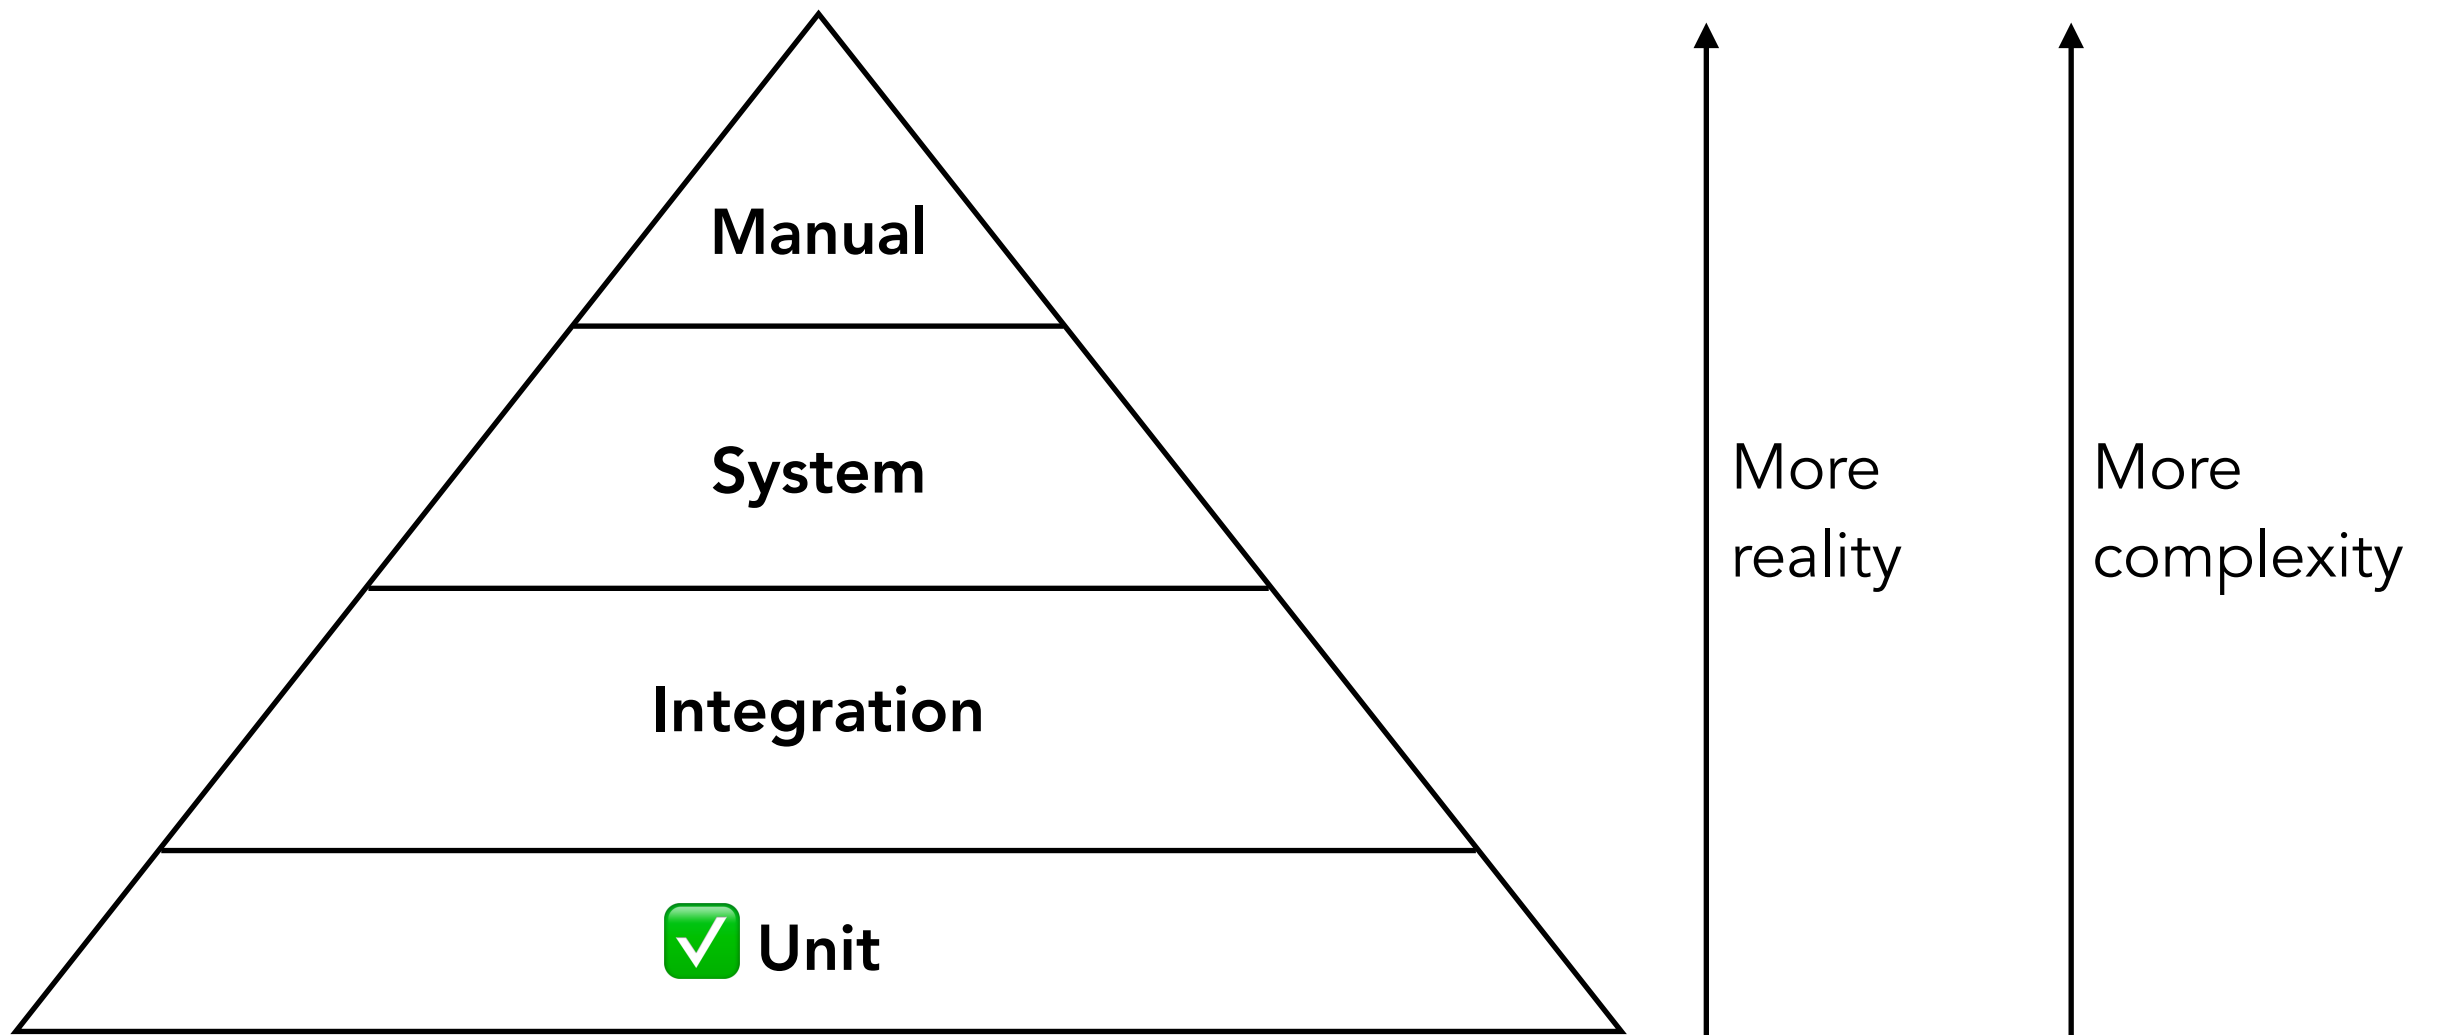 Manual
System
Integration
✅ Unit
More
reality
More
complexity